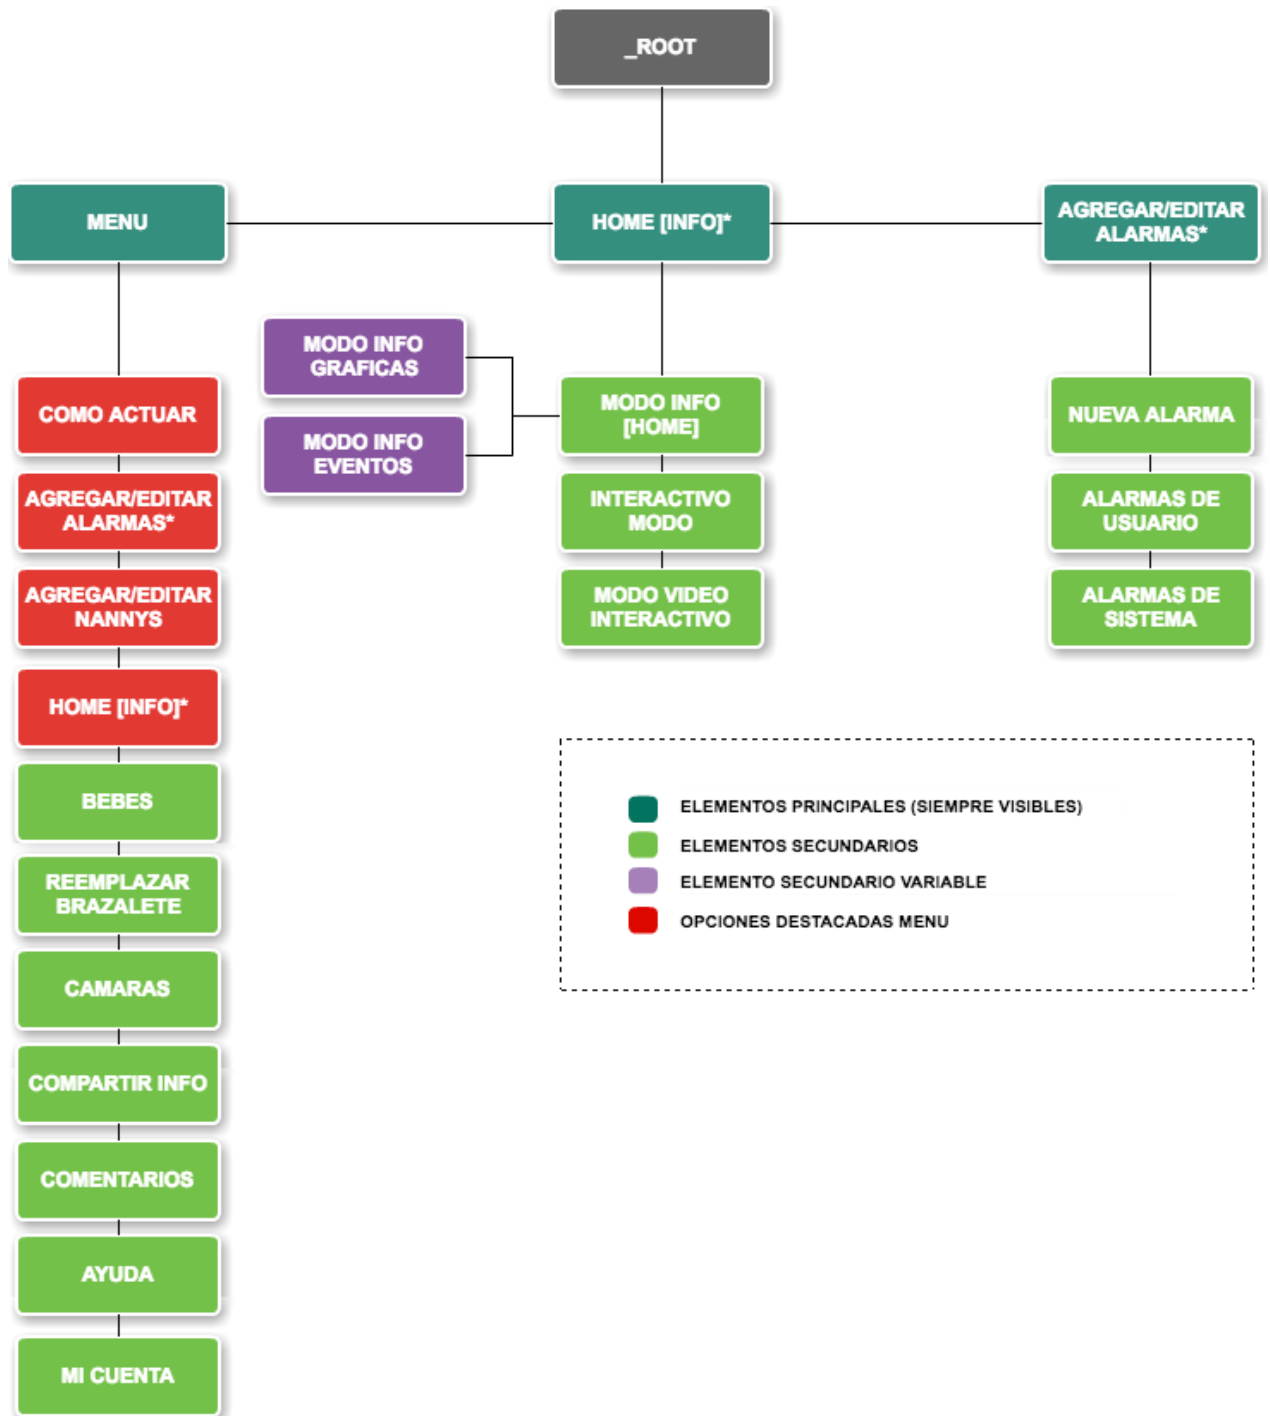 _ROOT
MENU
HOME [INFO]*
AGREGAR/EDITAR
ALARMAS*
MODO INFO
GRAFICAS
MODO INFO
EVENTOS
COMO ACTUAR
AGREGAR/EDITAR
ALARMAS*
AGREGAR/EDITAR
NANNYS
HOME [INFO]*
BEBES
REEMPLAZAR
BRAZALETE
CAMARAS
COMPARTIR INFO
COMENTARIOS
AYUDA
MI CUENTA
MODO INFO
[HOME]
INTERACTIVO
MODO
MODO VIDEO
INTERACTIVO
NUEVA ALARMA
ALARMAS DE
USUARIO
ALARMAS DE
SISTEMA
ELEMENTOS PRINCIPALES (SIEMPRE VISIBLES)
ELEMENTOS SECUNDARIOS
ELEMENTO SECUNDARIO VARIABLE
OPCIONES DESTACADAS MENU